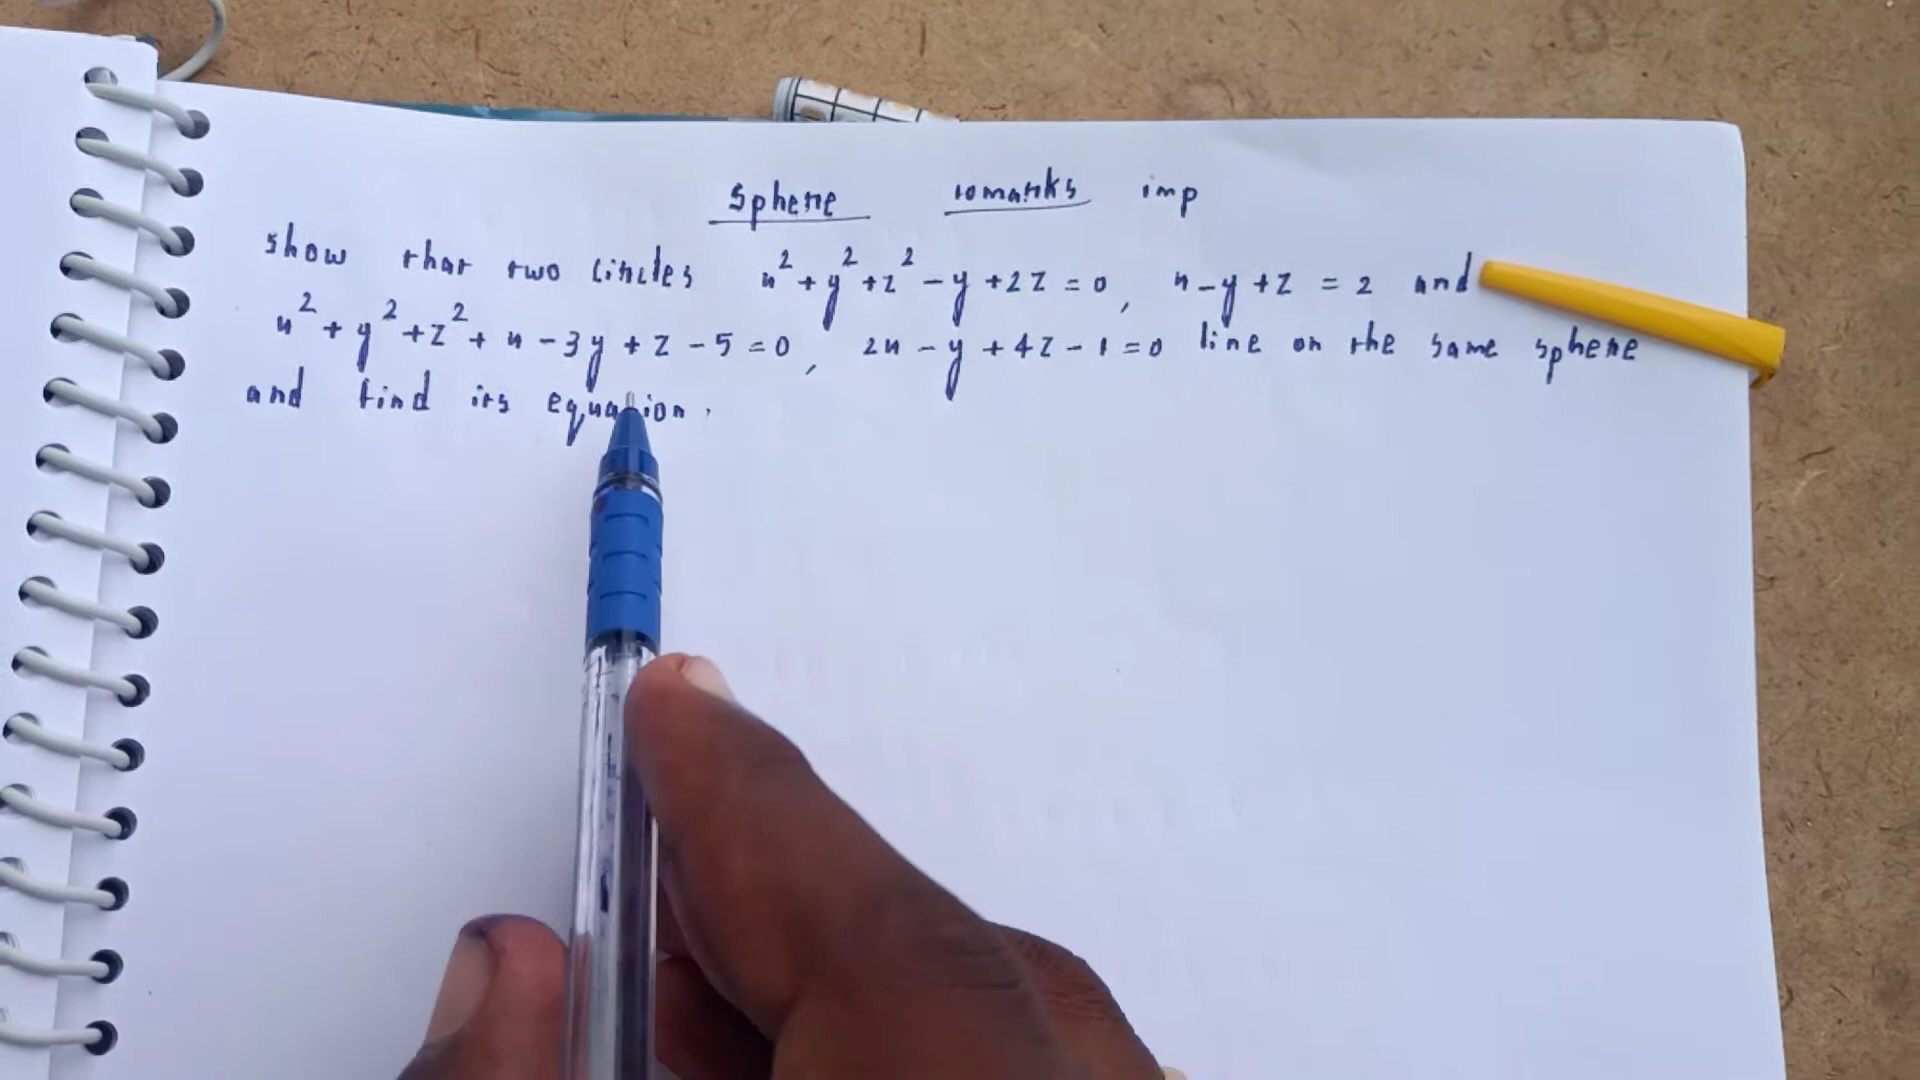 Sphere 10marks imp
show that two circles x² + y² + z² - y + 2z = 0, x - y + z = 2 and
x² + y² + z² + x - 3y + z - 5 = 0, 2x - y + 4z - 1 = 0 line on the same sphere
and find its equation.